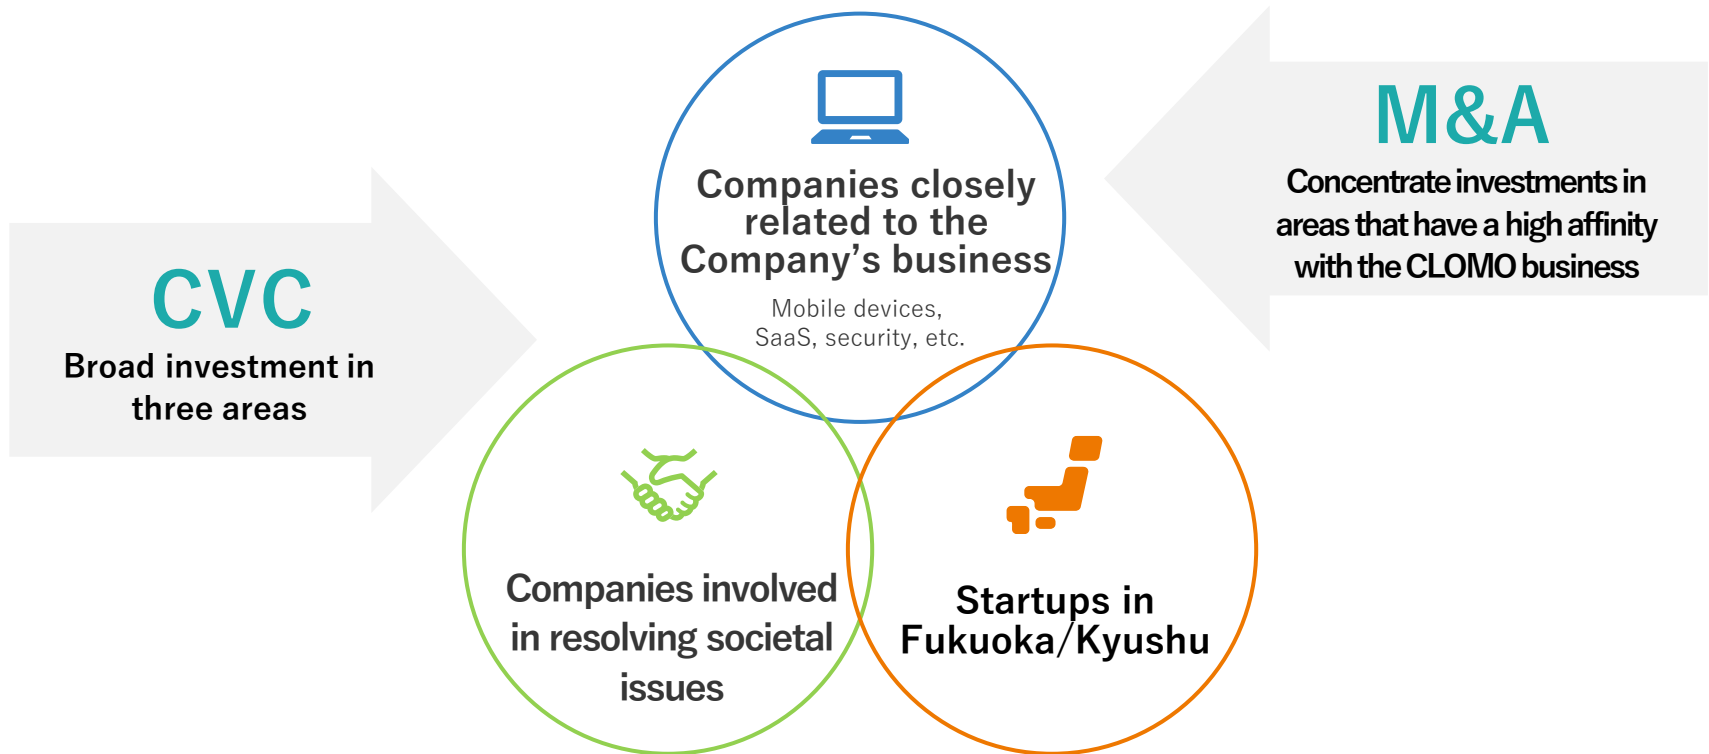 CVC
Broad investment in
three areas
Companies closely
related to the
Company’s business
Mobile devices,
SaaS, security, etc.
M&A
Concentrate investments in
areas that have a high affinity
with the CLOMO business
Companies involved
in resolving societal
issues
Startups in
Fukuoka/Kyushu